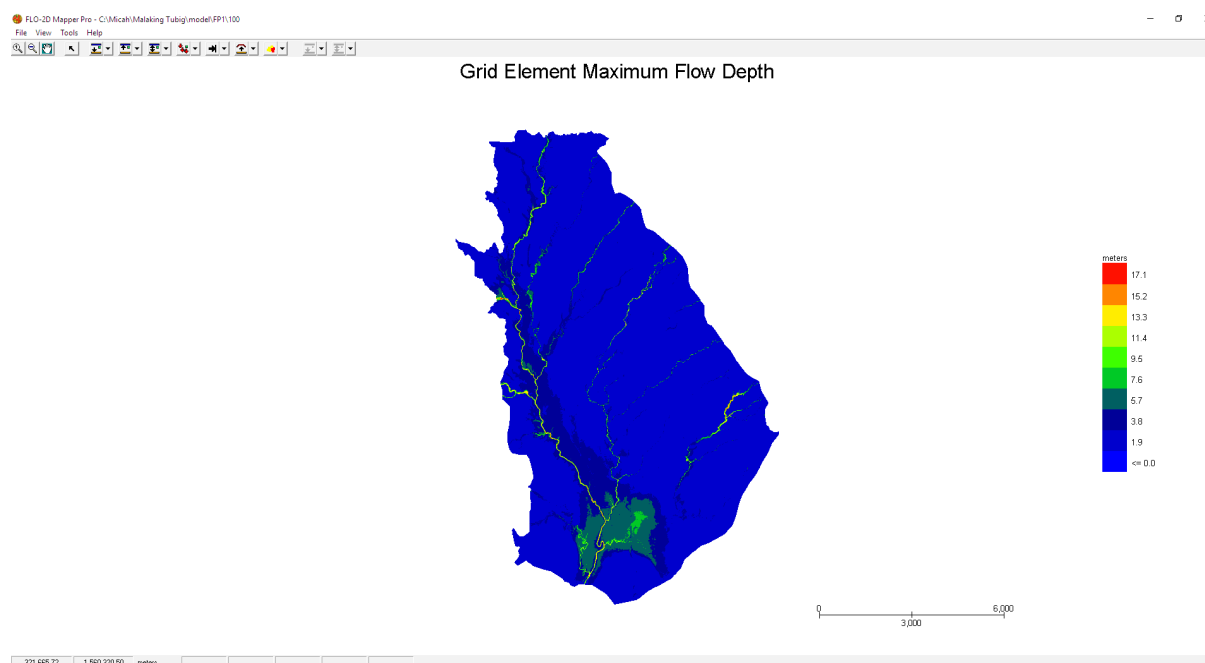 FLO-2D Mapper Pro - C:\Micah\Malaking Tubig\model\FP1\100
File View Tools Help
Grid Element Maximum Flow Depth
meters
17.1
15.2
13.3
11.4
9.5
7.6
5.7
3.8
1.9
<= 0.0
0 6,000
3,000
meters